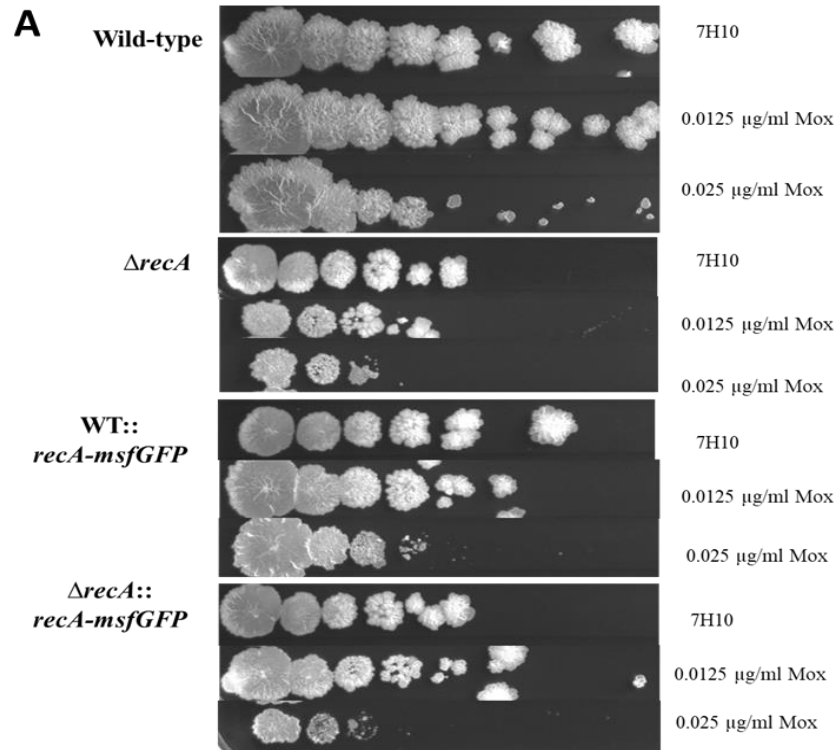 A
Wild-type
7H10
0.0125 µg/ml Mox
0.025 µg/ml Mox
ΔrecA
7H10
0.0125 µg/ml Mox
0.025 µg/ml Mox
WT::
recA-msfGFP
7H10
0.0125 µg/ml Mox
0.025 µg/ml Mox
ΔrecA::
recA-msfGFP
7H10
0.0125 µg/ml Mox
0.025 µg/ml Mox